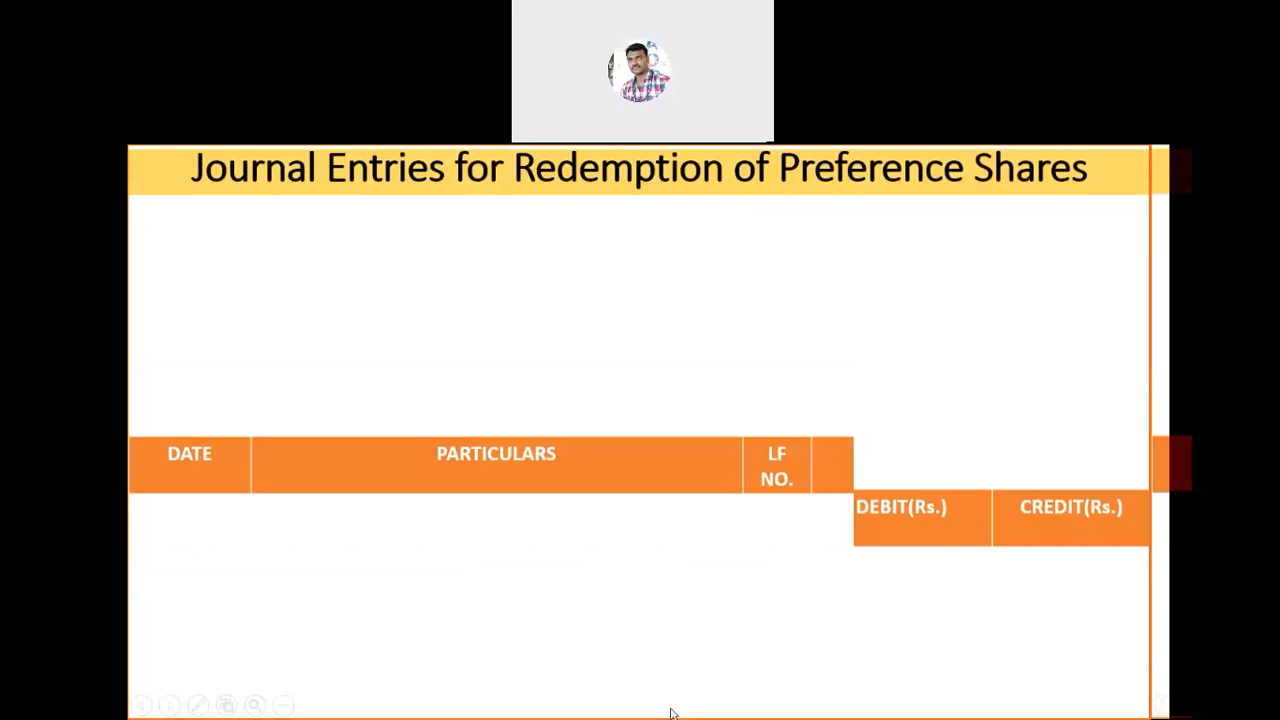 Journal Entries for Redemption of Preference Shares
DATE PARTICULARS LF
NO.
DEBIT(Rs.) CREDIT(Rs.)